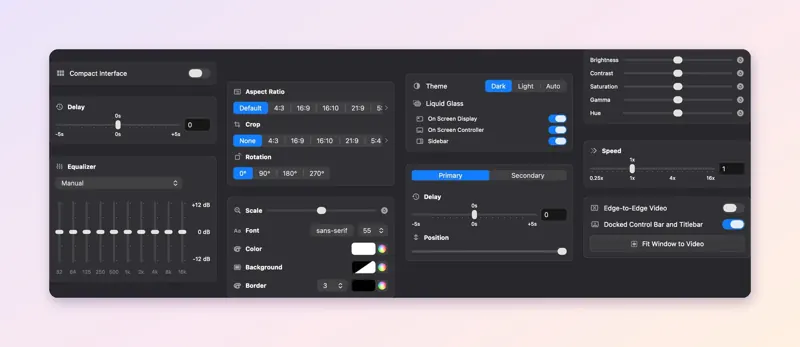 Compact Interface
Delay
0s
0
-5s 0s +5s
Equalizer
Manual
+12 dB
0 dB
-12 dB
32 64 125 250 500 1k 2k 4k 8k 16k
Aspect Ratio
Default 4:3 16:9 16:10 21:9 5:
Crop
None 4:3 16:9 16:10 21:9 5:4
Rotation
0° 90° 180° 270°
Scale
Aa Font sans-serif 55
Color
Background
Border 3
Theme Dark Light Auto
Liquid Glass
On Screen Display
On Screen Controller
Sidebar
Primary Secondary
Delay
0s
0
-5s 0s +5s
Position
Brightness
Contrast
Saturation
Gamma
Hue
Speed
1x
1
0.25x 1x 4x 16x
Edge-to-Edge Video
Docked Control Bar and Titlebar
Fit Window to Video